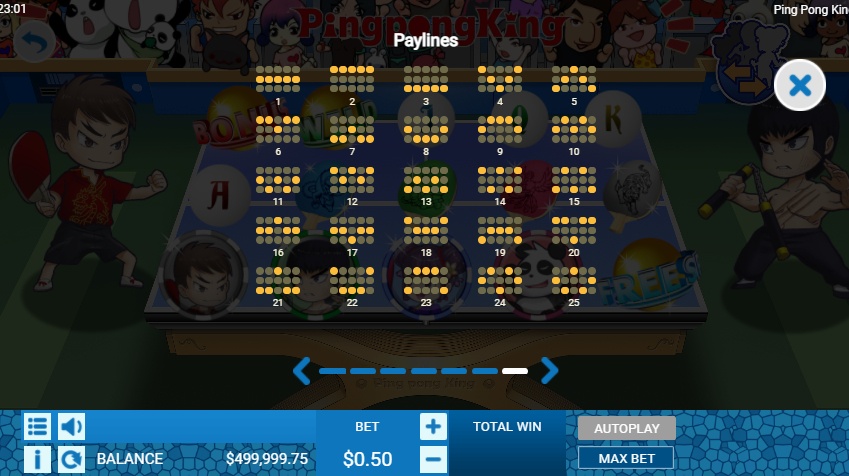 23:01
Ping Pong Kin
PingpongKing
Paylines
1 2 3 4 5
6 7 8 9 10
BONUS K
11 12 13 14 15
A
16 17 18 19 20
21 22 23 24 25
FREES
Ping Pong King
BET TOTAL WIN AUTOPLAY
BALANCE $499,999.75 $0.50 MAX BET